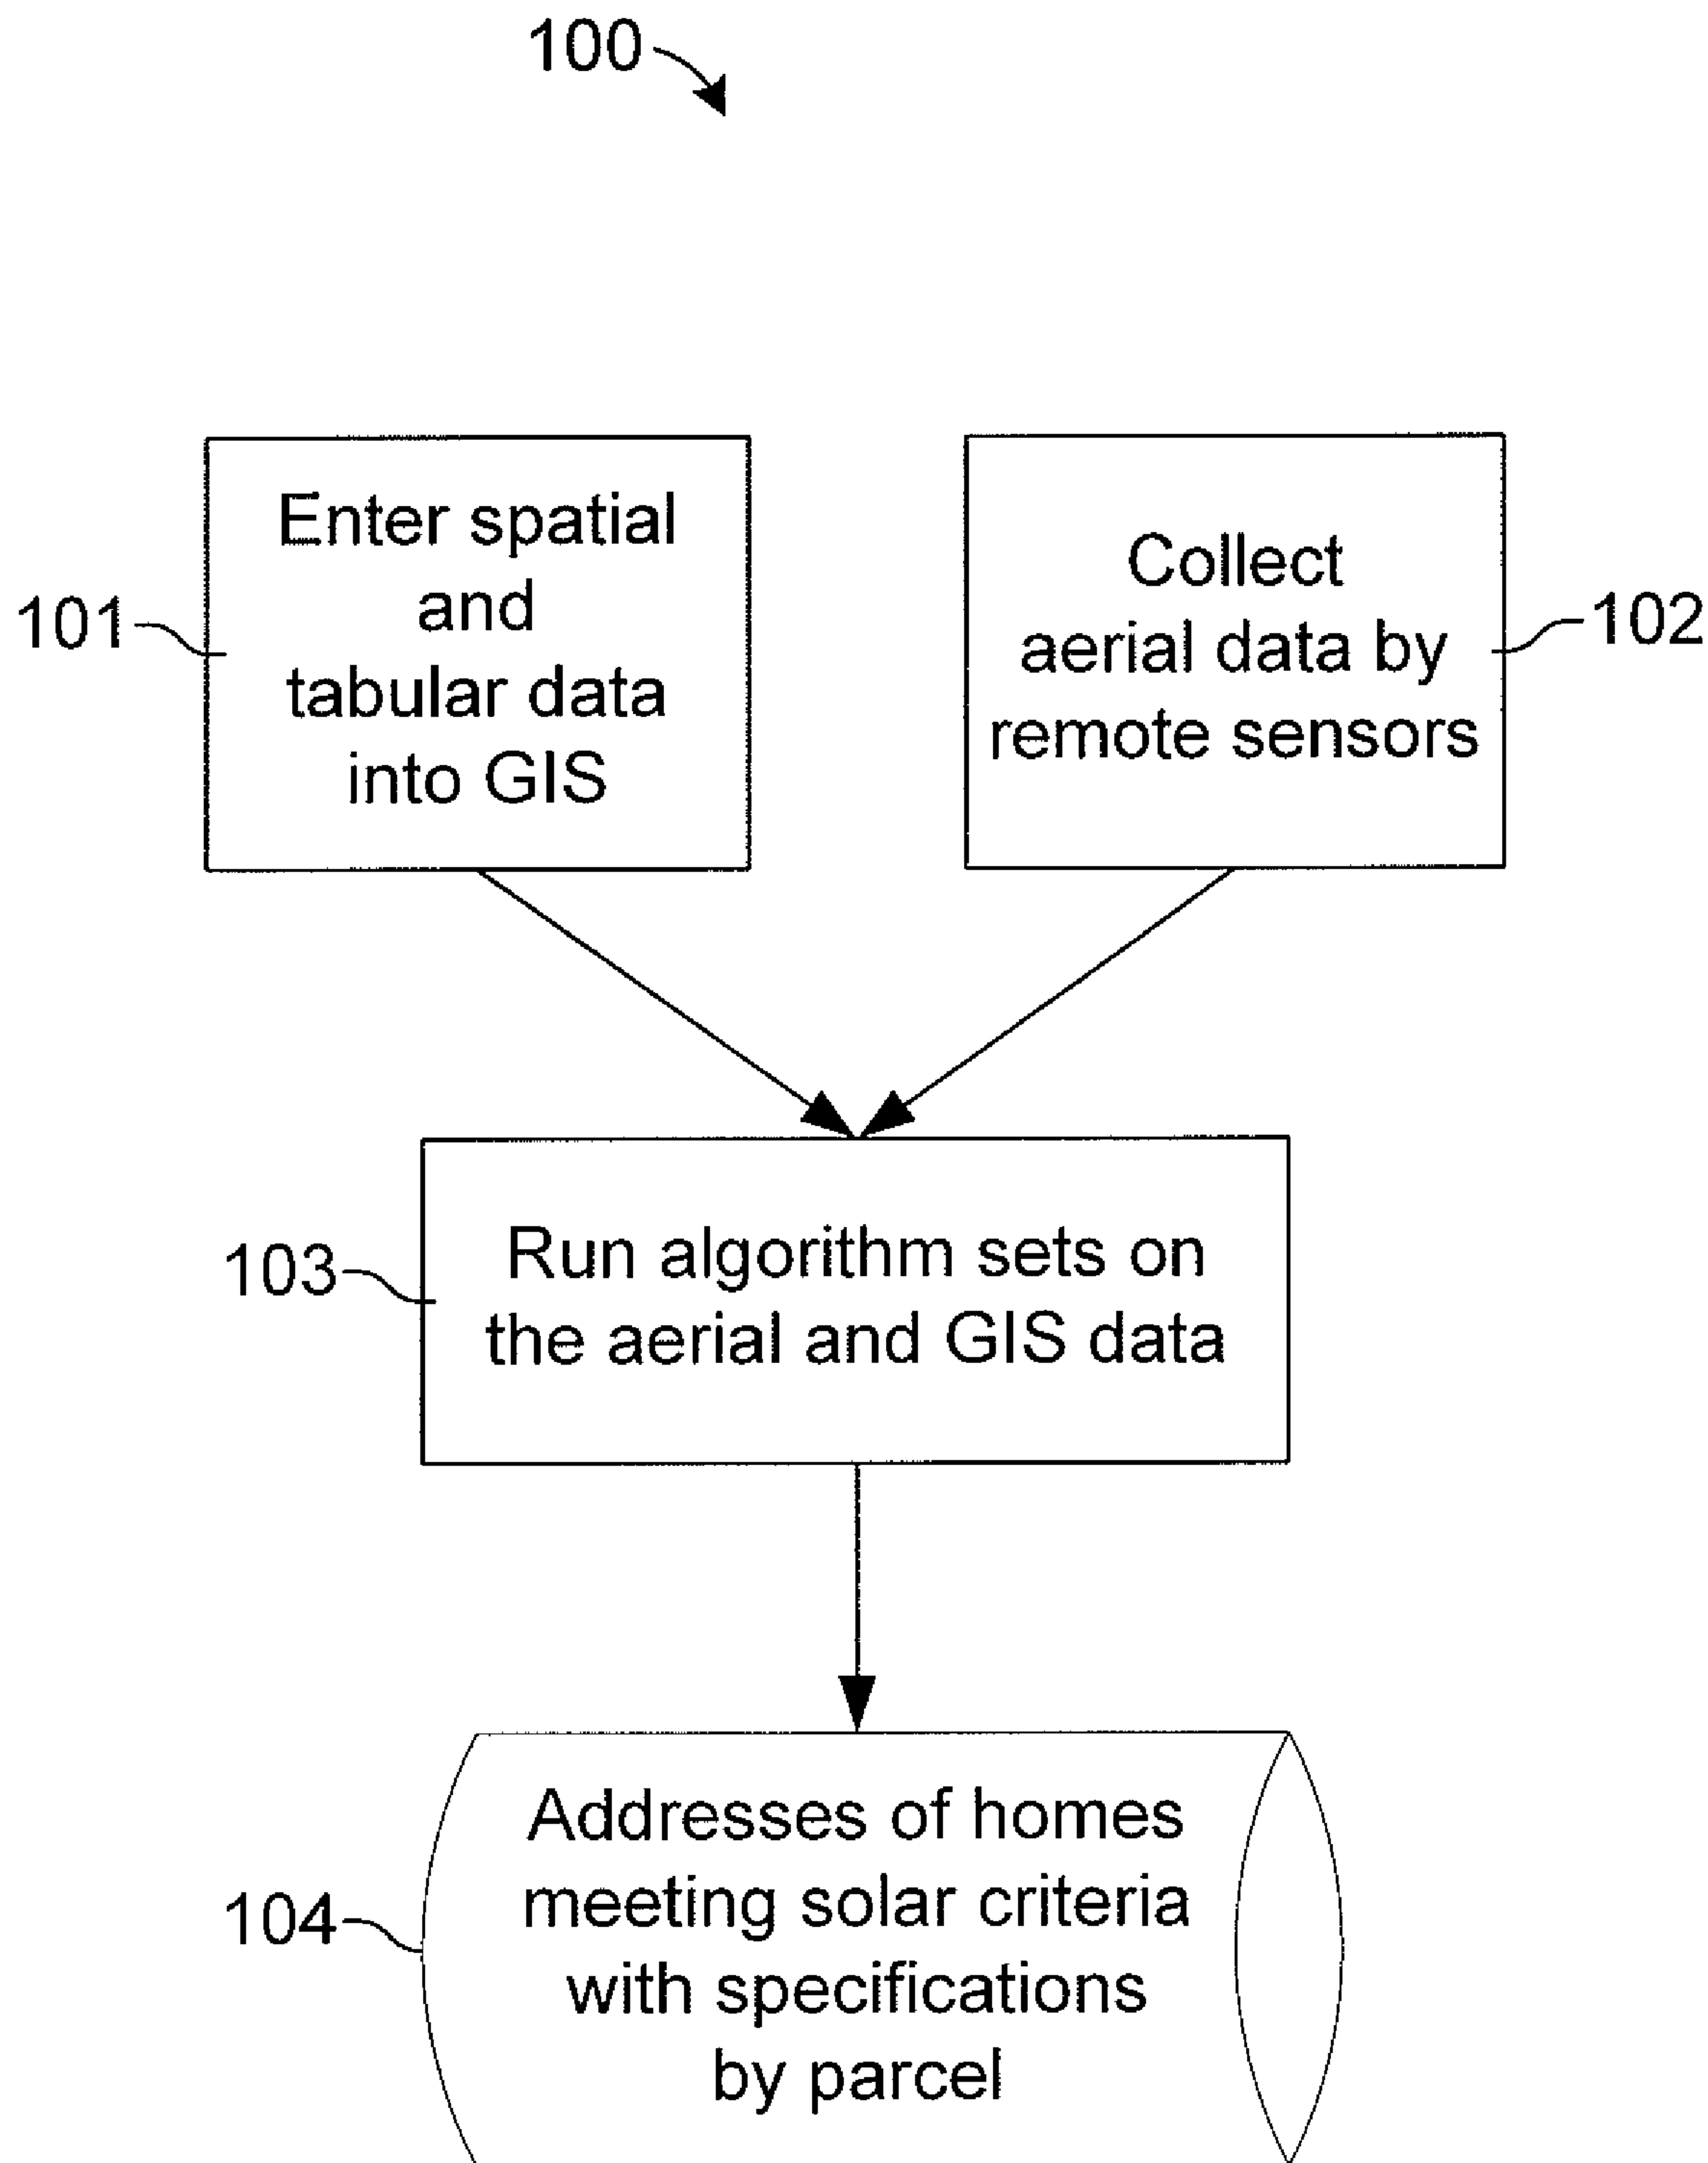 100
Enter spatial
and
tabular data
into GIS
101
Collect
aerial data by
remote sensors
102
103
Run algorithm sets on
the aerial and GIS data
104
Addresses of homes
meeting solar criteria
with specifications
by parcel